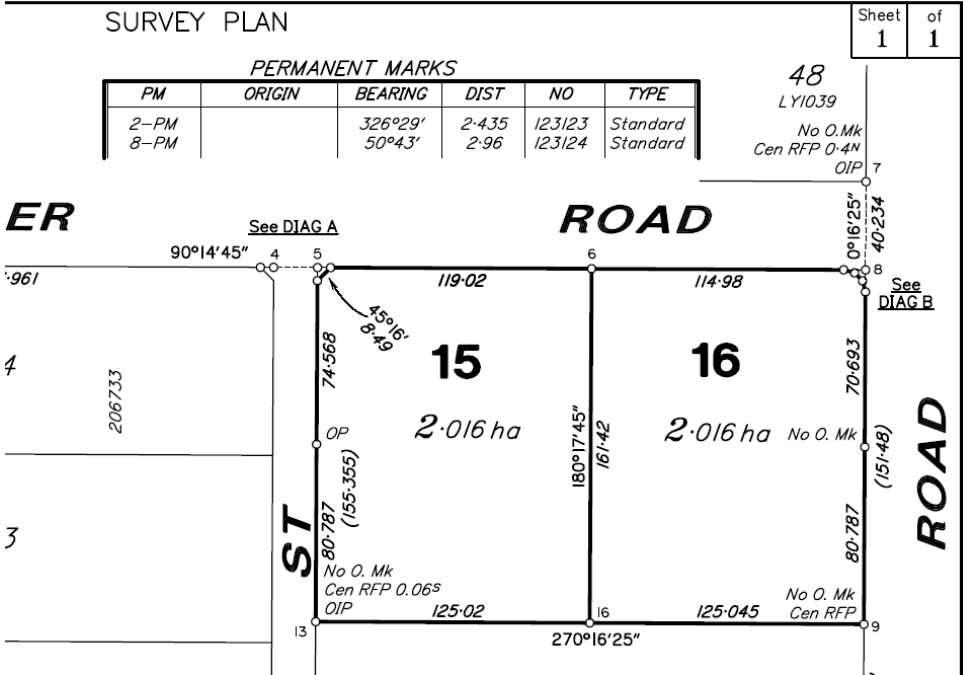 SURVEY PLAN
Sheet of
1 1
PERMANENT MARKS
PM ORIGIN BEARING DIST NO TYPE
2-PM 326°29' 2·435 123123 Standard
8-PM 50°43' 2·96 123124 Standard
48
LY1039
No O.Mk
Cen RFP 0·4N
OIP 7
ER
ROAD
0°16'25"
40·234
See DIAG A
90°14'45" 4 5 6 8
·961
119·02
114·98
See
DIAG B
45°16'
8·49
74·568
15
16
70·693
4
206733
2·016 ha
2·016 ha
No O. Mk
OP
180°17'45"
161·42
(151·48)
ROAD
(155·355)
80·787
80·787
3
ST
No O. Mk
Cen RFP 0.06S
OIP
125·02
16
125·045
No O. Mk
Cen RFP
13
270°16'25"
9